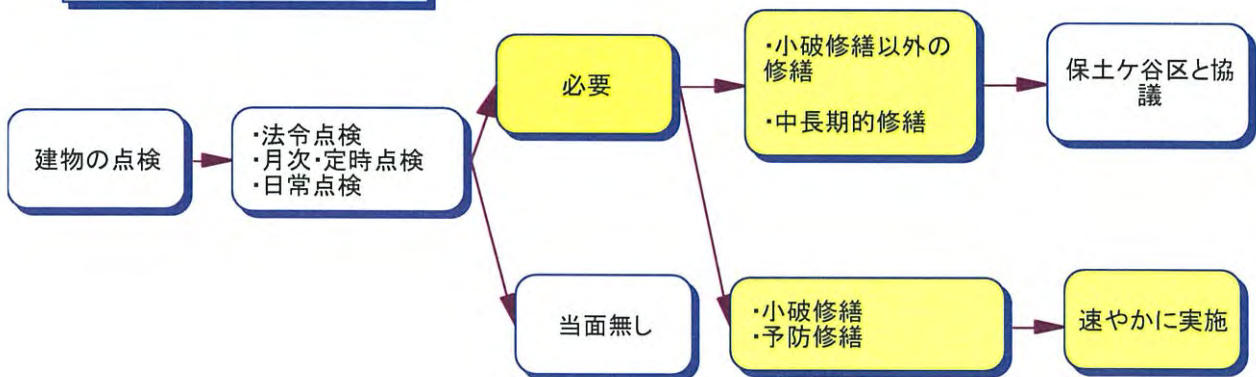 建物の点検
・法令点検
・月次・定時点検
・日常点検
必要
・小破修繕以外の
修繕
・中長期的修繕
保土ケ谷区と協
議
当面無し
・小破修繕
・予防修繕
速やかに実施